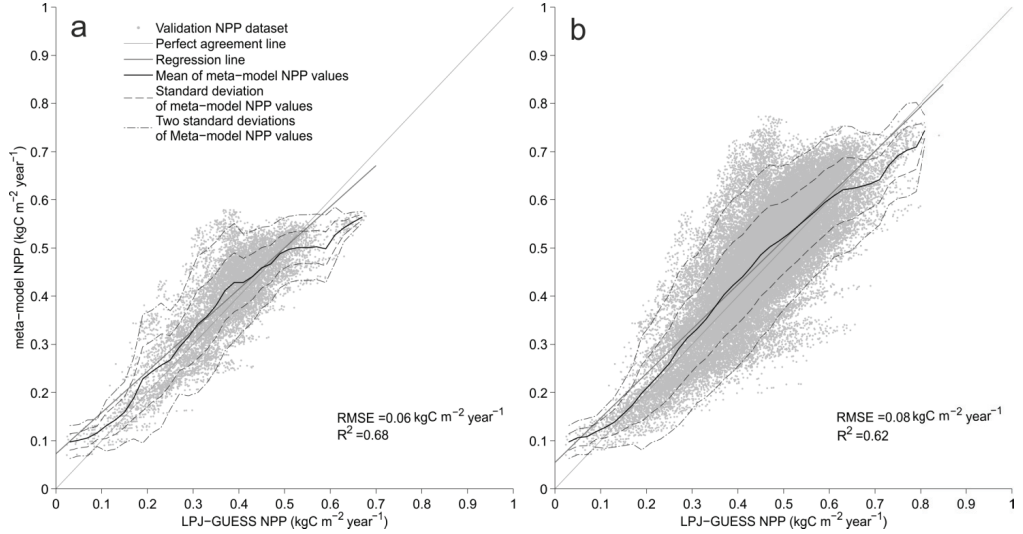 a
Validation NPP dataset
Perfect agreement line
Regression line
Mean of meta−model NPP values
Standard deviation
of meta−model NPP values
Two standard deviations
of Meta−model NPP values
1
0.9
0.8
0.7
0.6
0.5
0.4
0.3
0.2
0.1
0
meta−model NPP (kgC m−2 year−1)
RMSE =0.06 kgC m−2 year−1
R2 =0.68
0 0.1 0.2 0.3 0.4 0.5 0.6 0.7 0.8 0.9 1
LPJ−GUESS NPP (kgC m−2 year−1)
b
1
0.9
0.8
0.7
0.6
0.5
0.4
0.3
0.2
0.1
0
RMSE =0.08 kgC m−2 year−1
R2 =0.62
0 0.1 0.2 0.3 0.4 0.5 0.6 0.7 0.8 0.9 1
LPJ−GUESS NPP (kgC m−2 year−1)